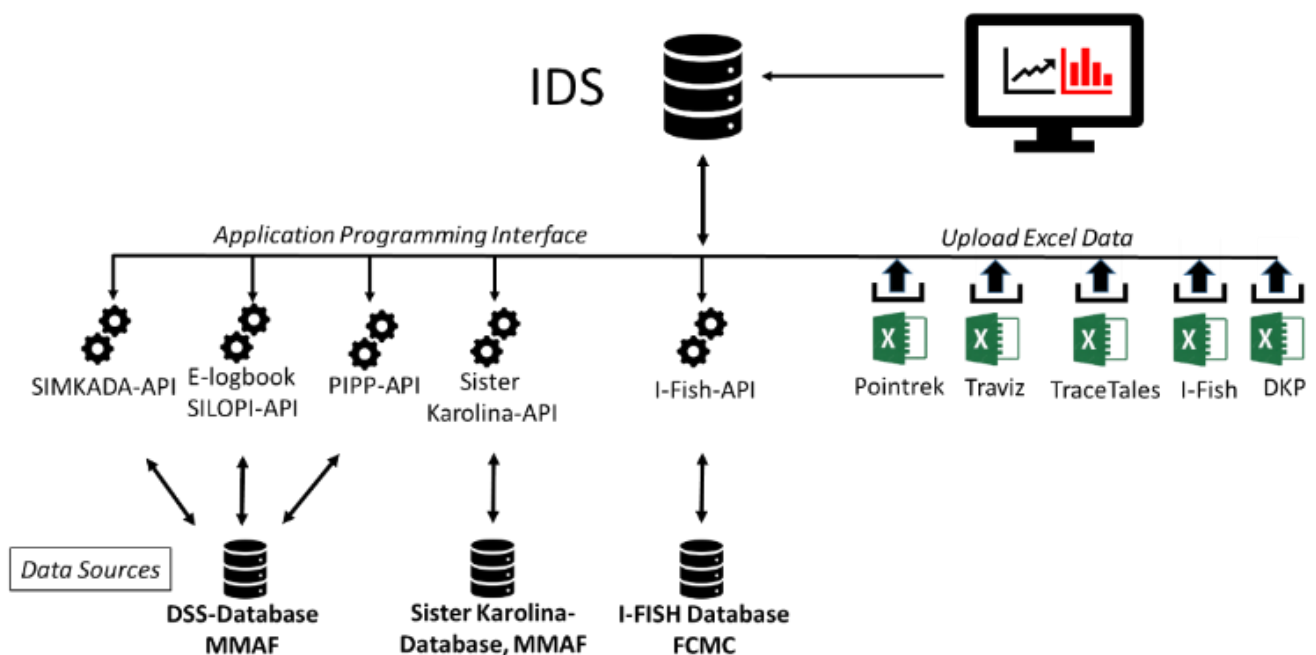 IDS
Application Programming Interface
Upload Excel Data
SIMKADA-API
E-logbook
SILOPI-API
PIPP-API
Sister
Karolina-API
I-Fish-API
X
Pointrek
X
Traviz
X
TraceTales
X
I-Fish
X
DKP
Data Sources
DSS-Database
MMAF
Sister Karolina-
Database, MMAF
I-FISH Database
FCMC